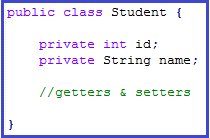 public class Student {
private int id;
private String name;
//getters & setters
}